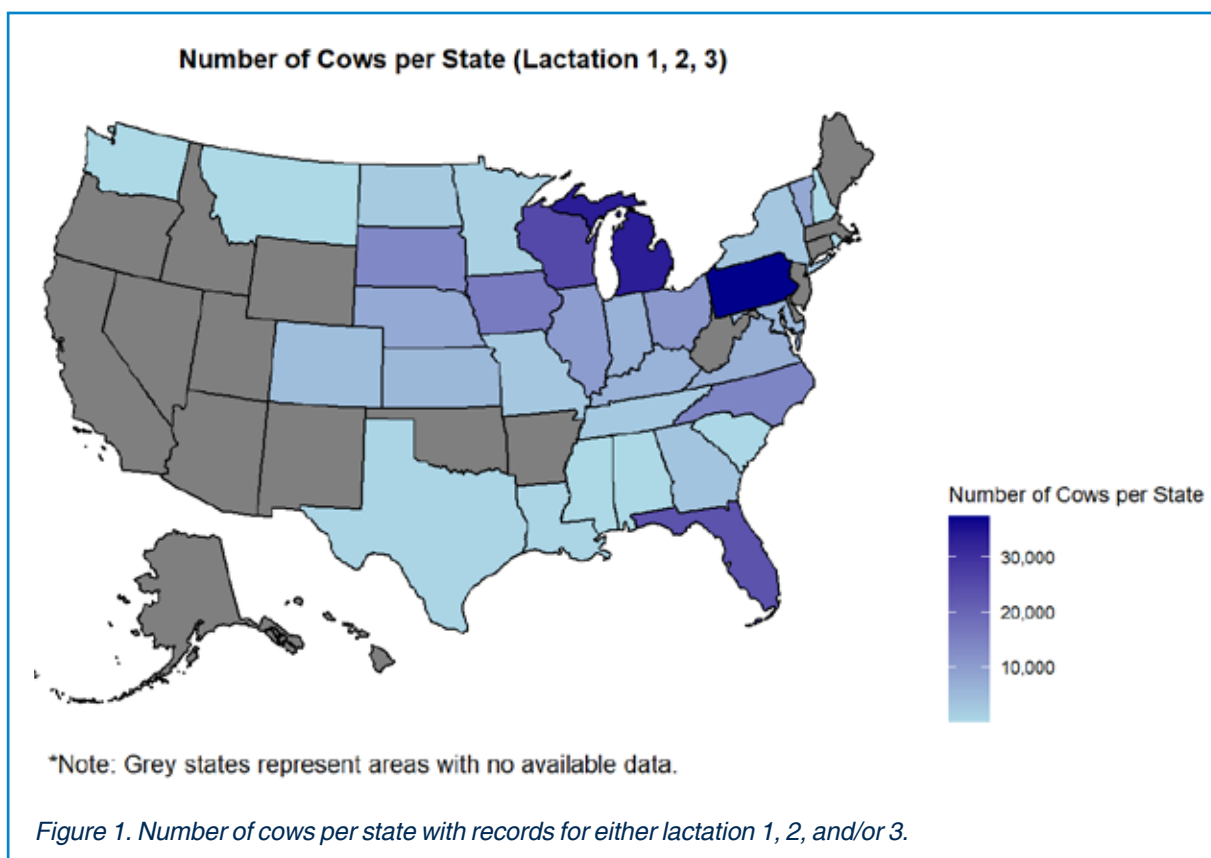 Number of Cows per State (Lactation 1, 2, 3)
Number of Cows per State
30,000
20,000
10,000
*Note: Grey states represent areas with no available data.
Figure 1. Number of cows per state with records for either lactation 1, 2, and/or 3.